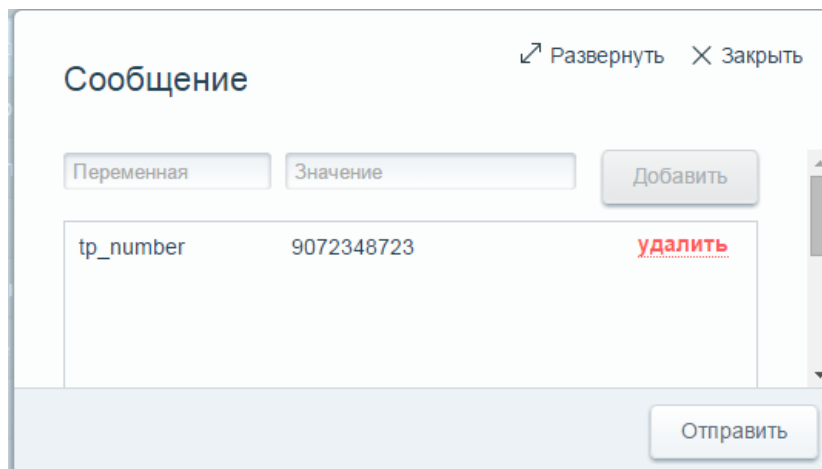 Развернуть Закрыть
Сообщение
Переменная Значение Добавить
tp_number 9072348723 удалить
Отправить